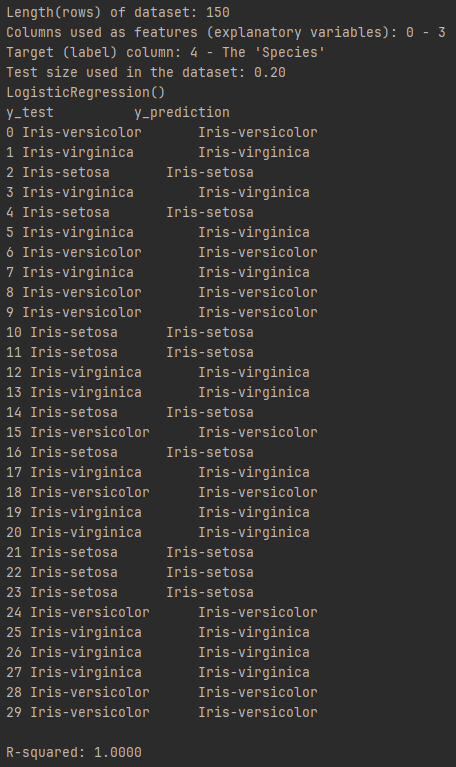 Length(rows) of dataset: 150
Columns used as features (explanatory variables): 0 - 3
Target (label) column: 4 - The 'Species'
Test size used in the dataset: 0.20
LogisticRegression()
y_test          y_prediction
0 Iris-versicolor       Iris-versicolor
1 Iris-virginica        Iris-virginica
2 Iris-setosa       Iris-setosa
3 Iris-virginica        Iris-virginica
4 Iris-setosa       Iris-setosa
5 Iris-virginica        Iris-virginica
6 Iris-versicolor       Iris-versicolor
7 Iris-virginica        Iris-virginica
8 Iris-versicolor       Iris-versicolor
9 Iris-versicolor       Iris-versicolor
10 Iris-setosa      Iris-setosa
11 Iris-setosa      Iris-setosa
12 Iris-virginica       Iris-virginica
13 Iris-virginica       Iris-virginica
14 Iris-setosa      Iris-setosa
15 Iris-versicolor      Iris-versicolor
16 Iris-setosa      Iris-setosa
17 Iris-virginica       Iris-virginica
18 Iris-versicolor      Iris-versicolor
19 Iris-virginica       Iris-virginica
20 Iris-virginica       Iris-virginica
21 Iris-setosa      Iris-setosa
22 Iris-setosa      Iris-setosa
23 Iris-setosa      Iris-setosa
24 Iris-versicolor      Iris-versicolor
25 Iris-virginica       Iris-virginica
26 Iris-virginica       Iris-virginica
27 Iris-virginica       Iris-virginica
28 Iris-versicolor      Iris-versicolor
29 Iris-versicolor      Iris-versicolor
R-squared: 1.0000